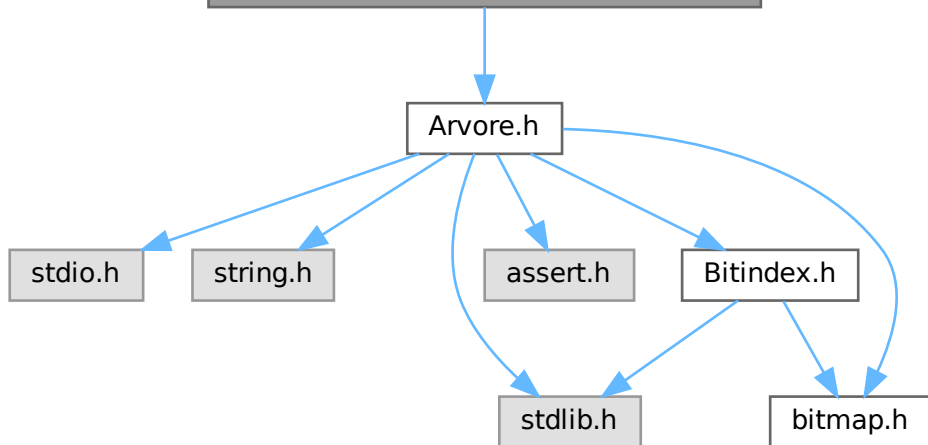 Arvore.h
stdio.h
string.h
assert.h
Bitindex.h
stdlib.h
bitmap.h